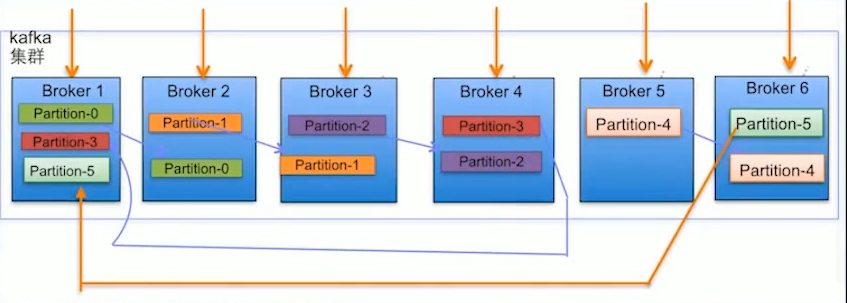 kafka
集群
Broker 1
Partition-0
Partition-3
Partition-5
Broker 2
Partition-1
Partition-0
Broker 3
Partition-2
Partition-1
Broker 4
Partition-3
Partition-2
Broker 5
Partition-4
Broker 6
Partition-5
Partition-4